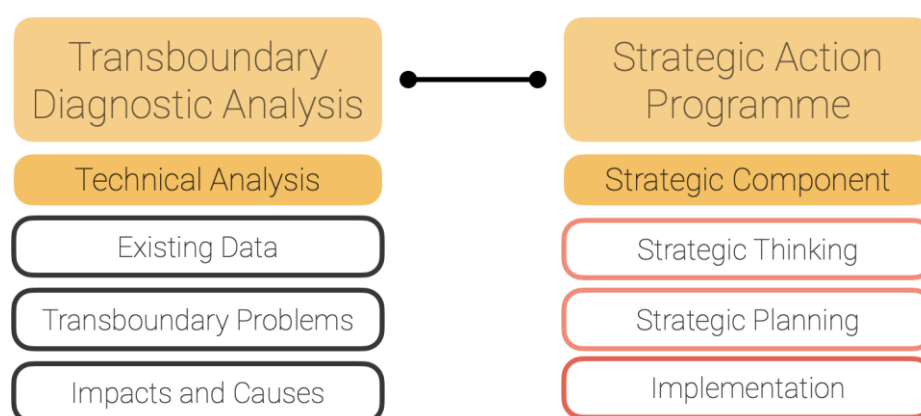 Transboundary
Diagnostic Analysis
Technical Analysis
Existing Data
Transboundary Problems
Impacts and Causes
Strategic Action
Programme
Strategic Component
Strategic Thinking
Strategic Planning
Implementation